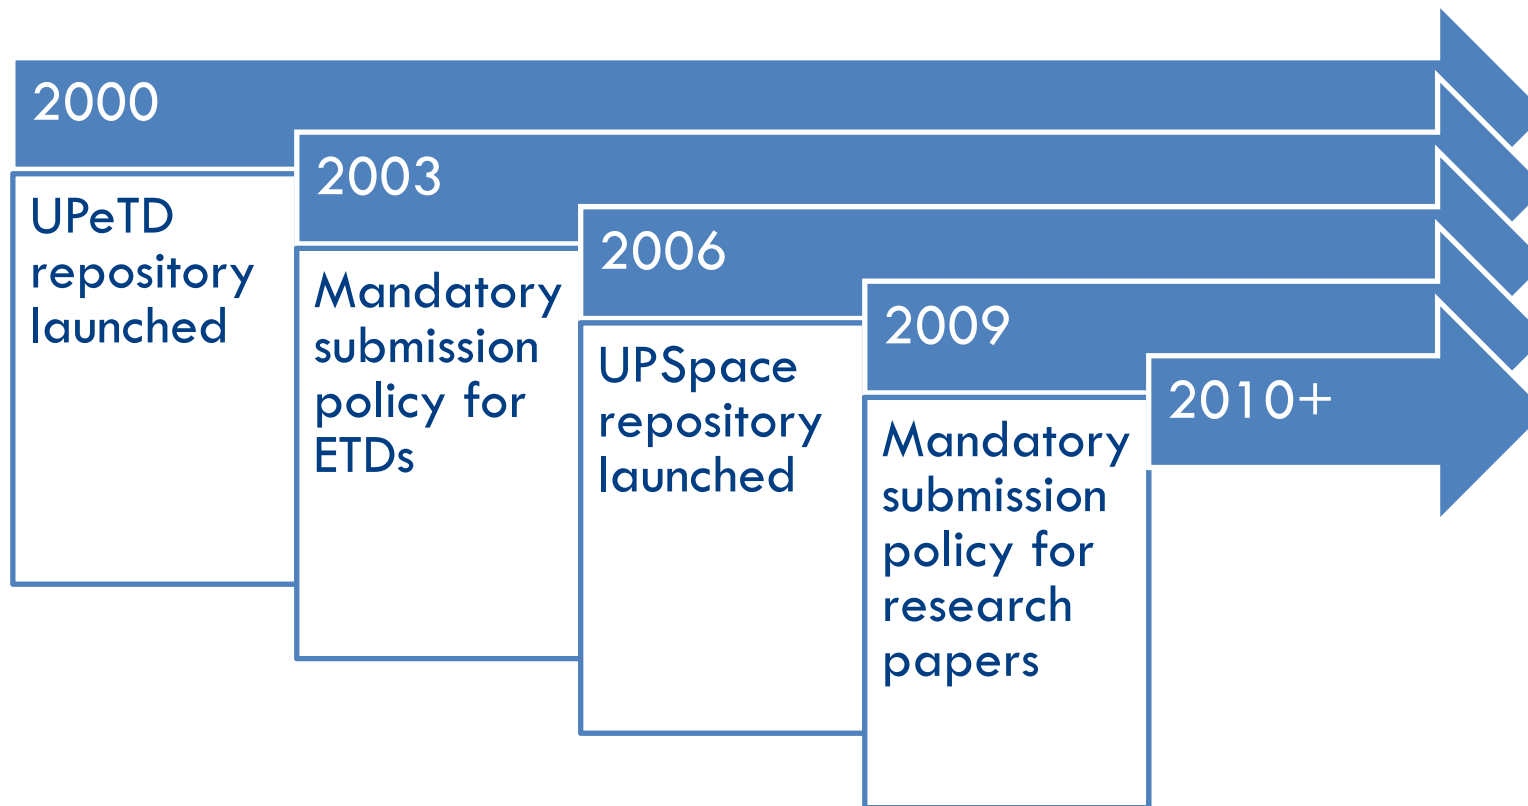 2000
UPeTD
repository
launched
2003
Mandatory
submission
policy for
ETDs
2006
UPSpace
repository
launched
2009
Mandatory
submission
policy for
research
papers
2010+